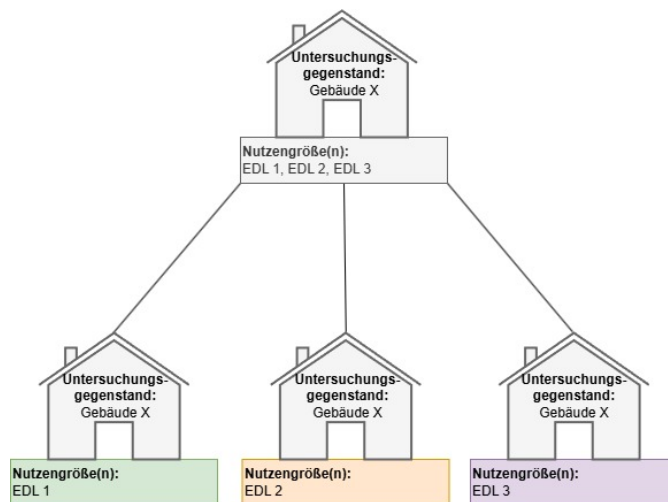 Untersuchungs-
gegenstand:
Gebäude X
Nutzengröße(n):
EDL 1, EDL 2, EDL 3
Untersuchungs-
gegenstand:
Gebäude X
Nutzengröße(n):
EDL 1
Untersuchungs-
gegenstand:
Gebäude X
Nutzengröße(n):
EDL 2
Untersuchungs-
gegenstand:
Gebäude X
Nutzengröße(n):
EDL 3